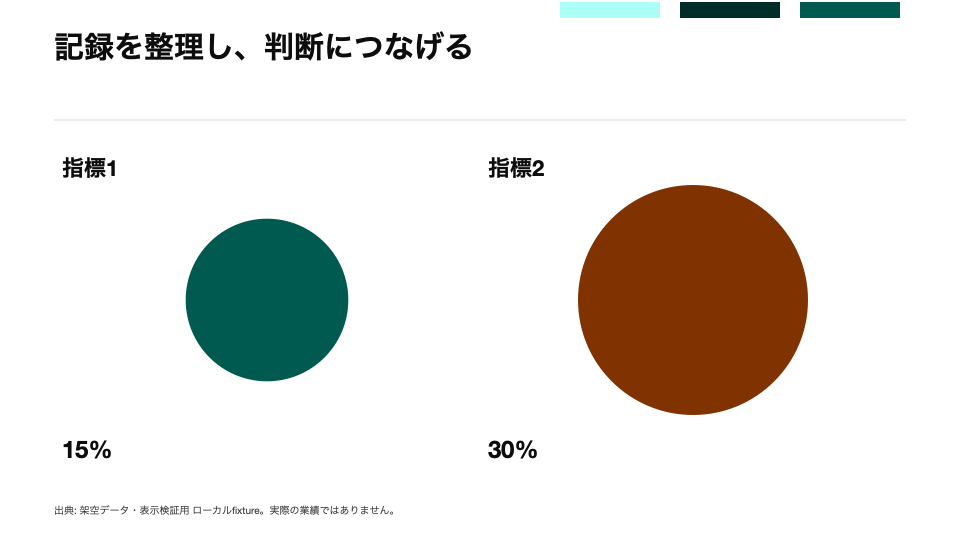 記録を整理し、判断につなげる
指標1
指標2
15%
30%
出典: 架空データ・表示検証用 ローカルfixture。実際の業績ではありません。